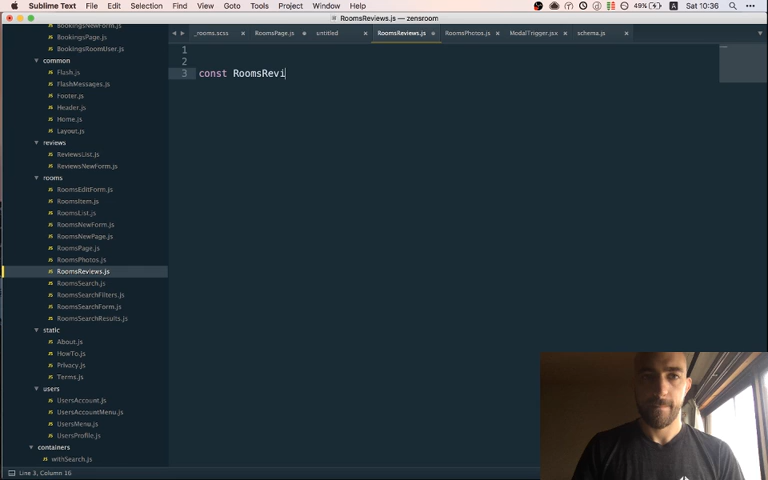 Sublime Text File Edit Selection Find View Goto Tools Project Window Help 49% Sat 10:36
RoomsReviews.js — zensroom
_rooms.scss RoomsPage.js untitled RoomsReviews.js RoomsPhotos.js ModalTrigger.jsx schema.js
BookingsNewForm.js
BookingsPage.js
BookingsRoomUser.js
common
Flash.js
FlashMessages.js
Footer.js
Header.js
Home.js
Layout.js
reviews
ReviewsList.js
ReviewsNewForm.js
rooms
RoomsEditForm.js
RoomsItem.js
RoomsList.js
RoomsNewForm.js
RoomsNewPage.js
RoomsPage.js
RoomsPhotos.js
RoomsReviews.js
RoomsSearch.js
RoomsSearchFilters.js
RoomsSearchForm.js
RoomsSearchResults.js
static
About.js
HowTo.js
Privacy.js
Terms.js
users
UsersAccount.js
UsersAccountMenu.js
UsersMenu.js
UsersProfile.js
containers
withSearch.js
1
2
3 const RoomsRevi
Line 3, Column 16